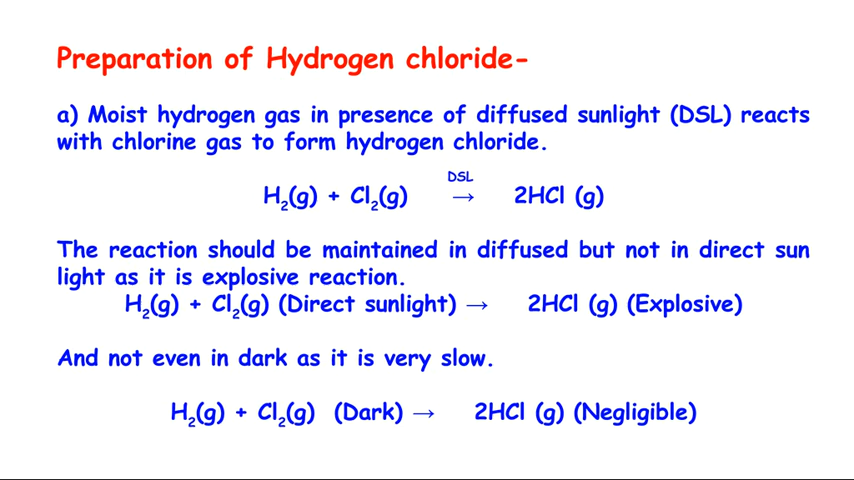 Preparation of Hydrogen chloride-
a) Moist hydrogen gas in presence of diffused sunlight (DSL) reacts
with chlorine gas to form hydrogen chloride.
DSL
H₂(g) + Cl₂(g) → 2HCl (g)
The reaction should be maintained in diffused but not in direct sun
light as it is explosive reaction.
H₂(g) + Cl₂(g) (Direct sunlight) → 2HCl (g) (Explosive)
And not even in dark as it is very slow.
H₂(g) + Cl₂(g) (Dark) → 2HCl (g) (Negligible)